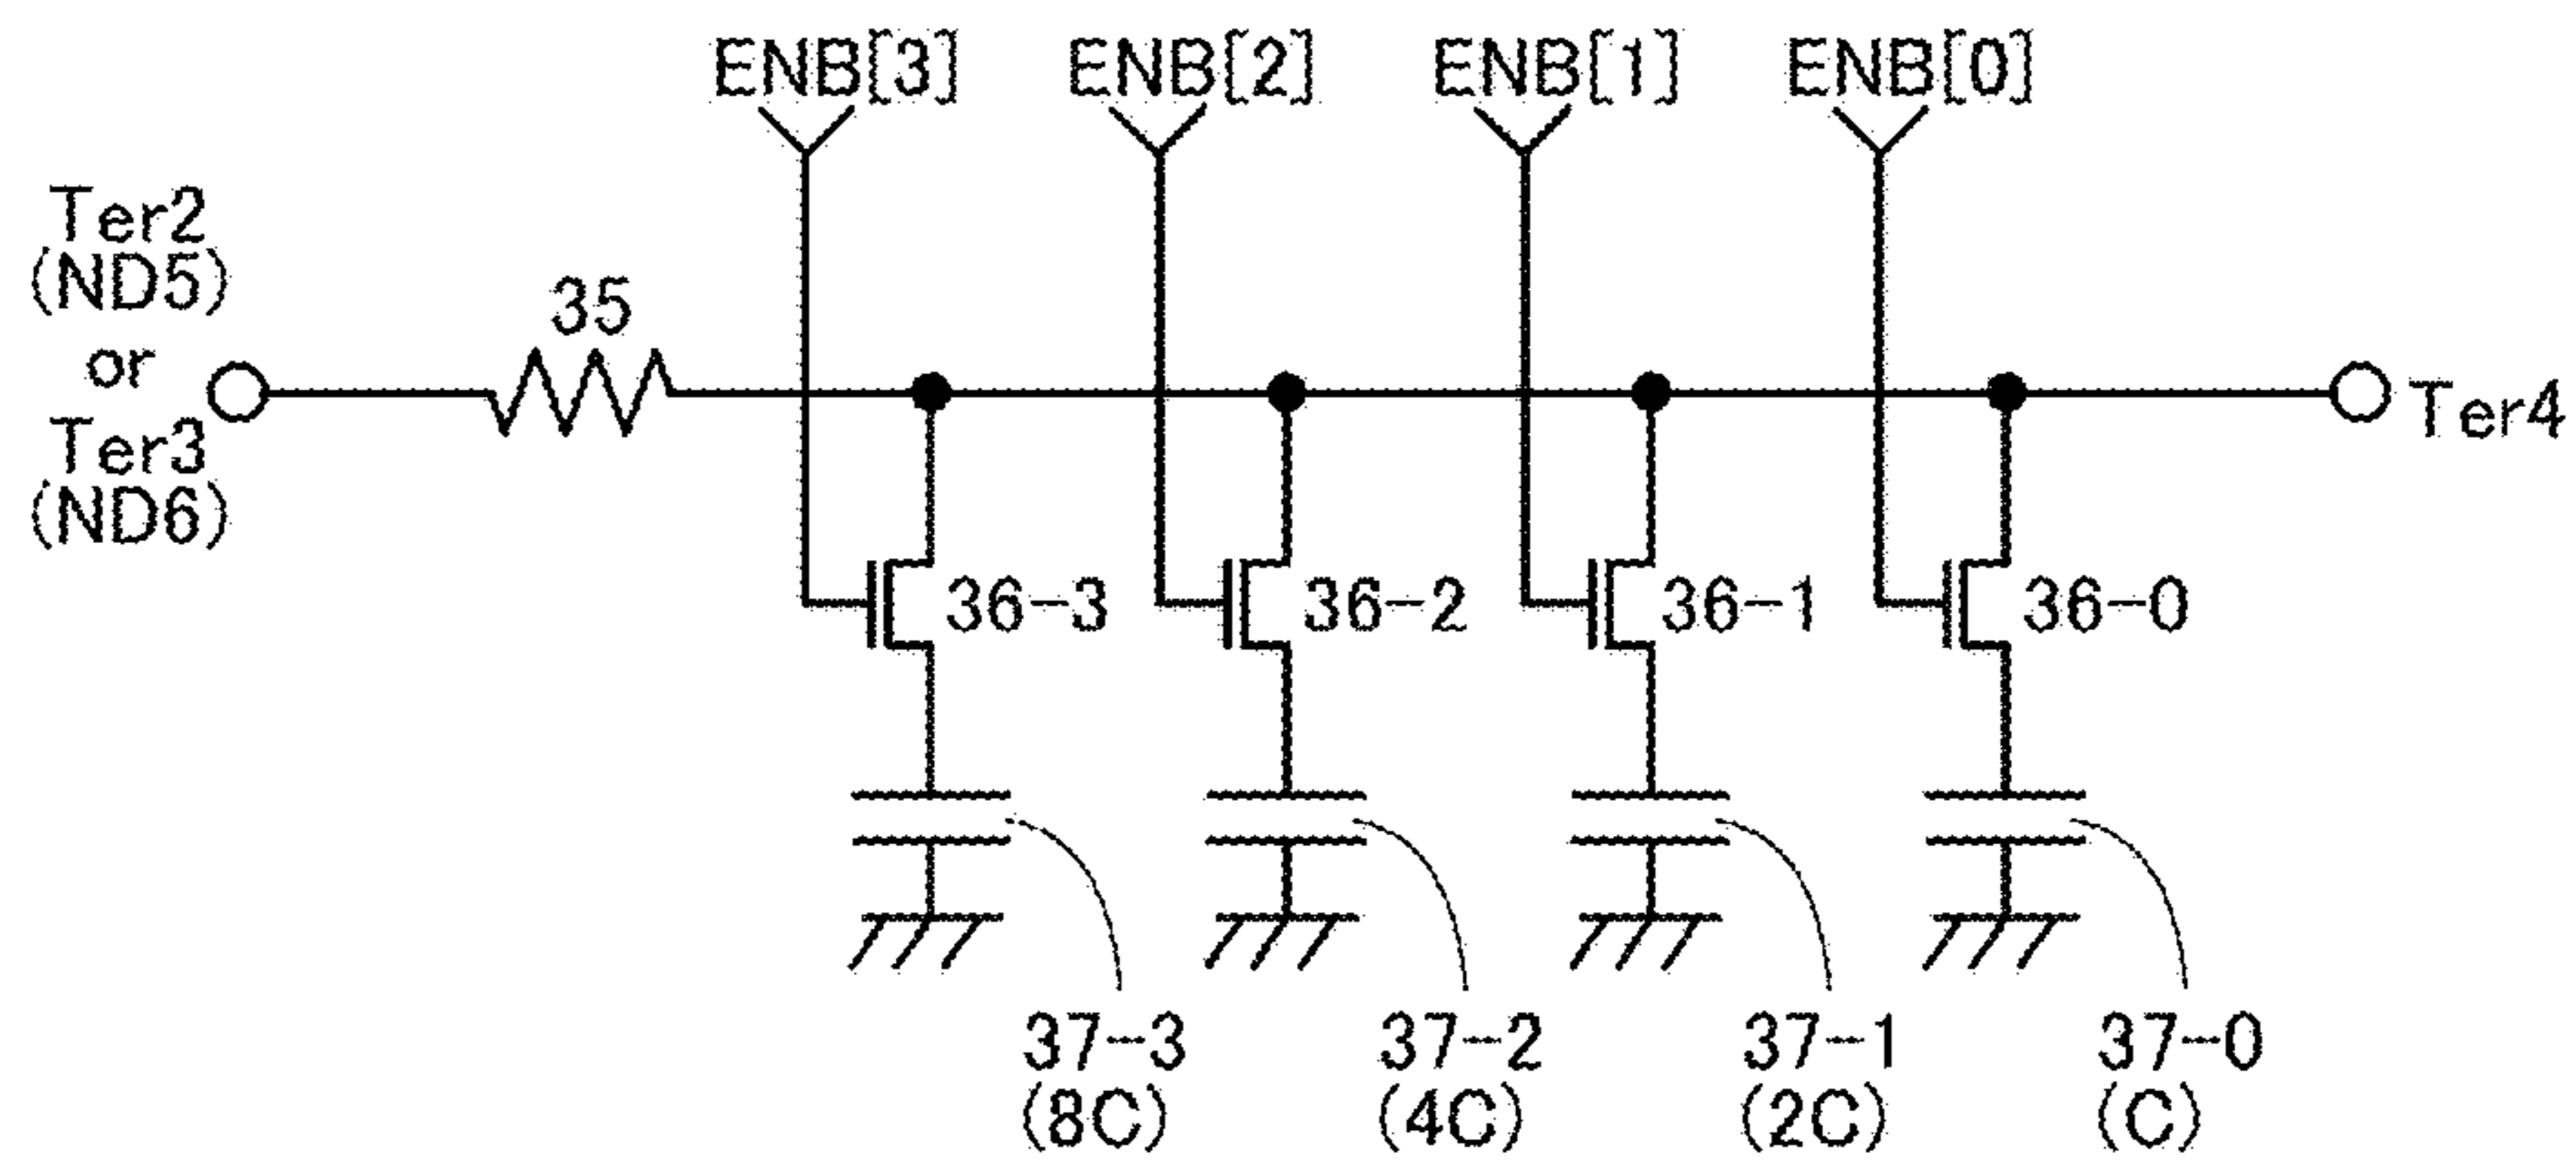 ENB[3] ENB[2] ENB[1] ENB[0]
Ter2
(ND5)
or
Ter3
(ND6)
35
Ter4
36-3 36-2 36-1 36-0
37-3 37-2 37-1 37-0
(8C) (4C) (2C) (C)